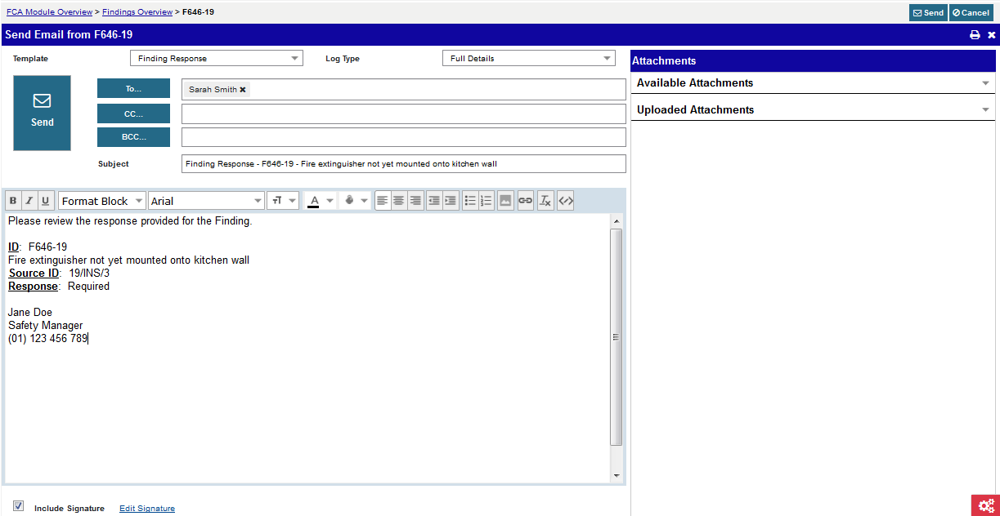 FCA Module Overview > Findings Overview > F646-19
Send Cancel
Send Email from F646-19
Template Finding Response Log Type Full Details
Send
To... Sarah Smith
CC...
BCC...
Subject Finding Response - F646-19 - Fire extinguisher not yet mounted onto kitchen wall
B I U Format Block Arial TT A
Please review the response provided for the Finding.
ID: F646-19
Fire extinguisher not yet mounted onto kitchen wall
Source ID: 19/INS/3
Response: Required
Jane Doe
Safety Manager
(01) 123 456 789
Include Signature Edit Signature
Attachments
Available Attachments
Uploaded Attachments